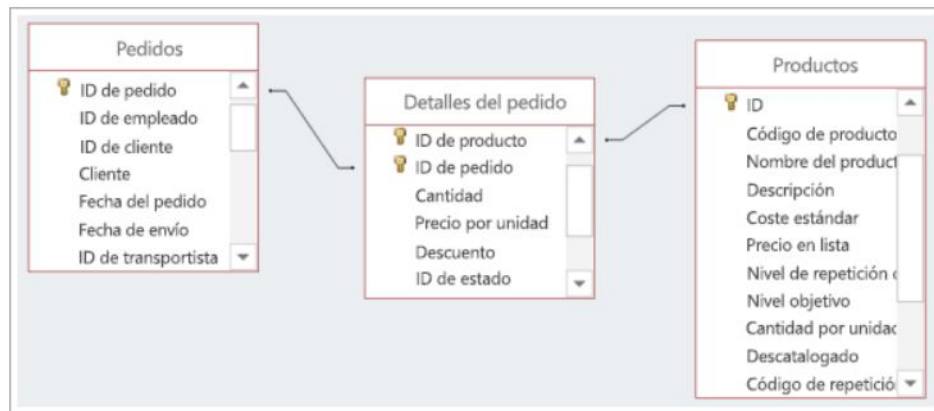 Pedidos
ID de pedido
ID de empleado
ID de cliente
Cliente
Fecha del pedido
Fecha de envío
ID de transportista
Detalles del pedido
ID de producto
ID de pedido
Cantidad
Precio por unidad
Descuento
ID de estado
Productos
ID
Código de producto
Nombre del product
Descripción
Coste estándar
Precio en lista
Nivel de repetición
Nivel objetivo
Cantidad por unidad
Descatalogado
Código de repetició